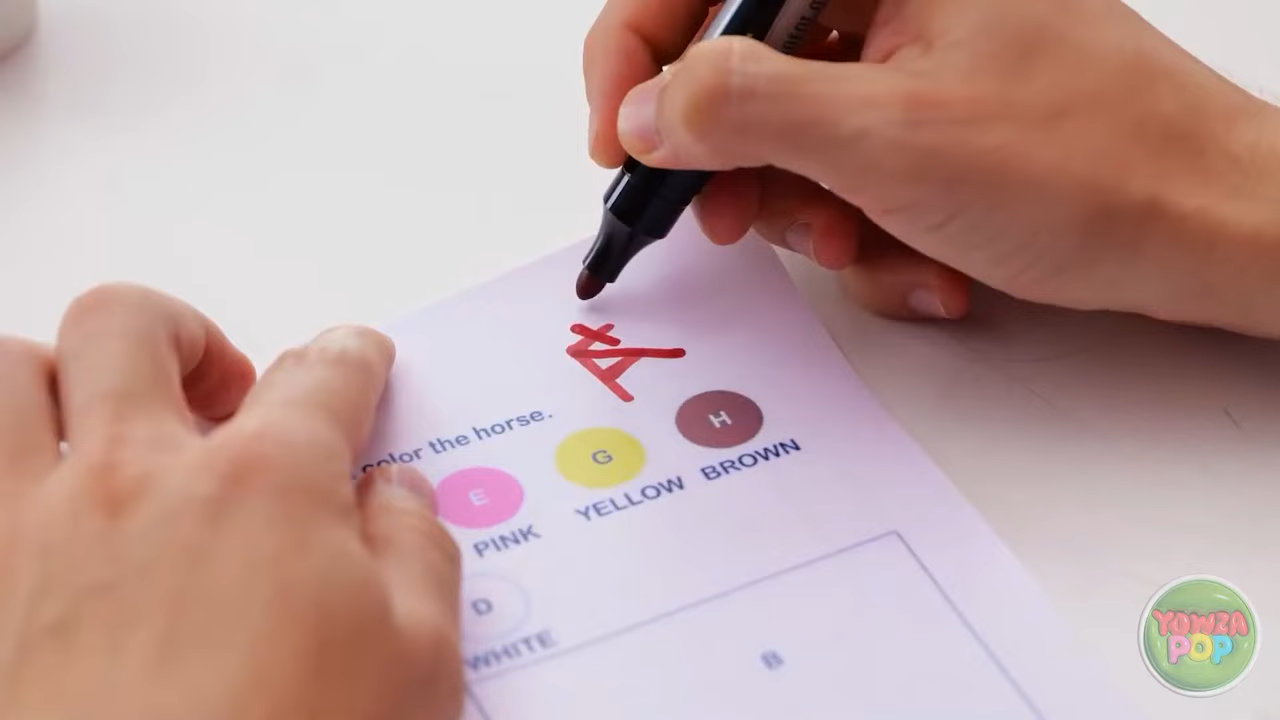 A+
color the horse.
E G H
PINK YELLOW BROWN
D
WHITE
B
YOWZA
POP